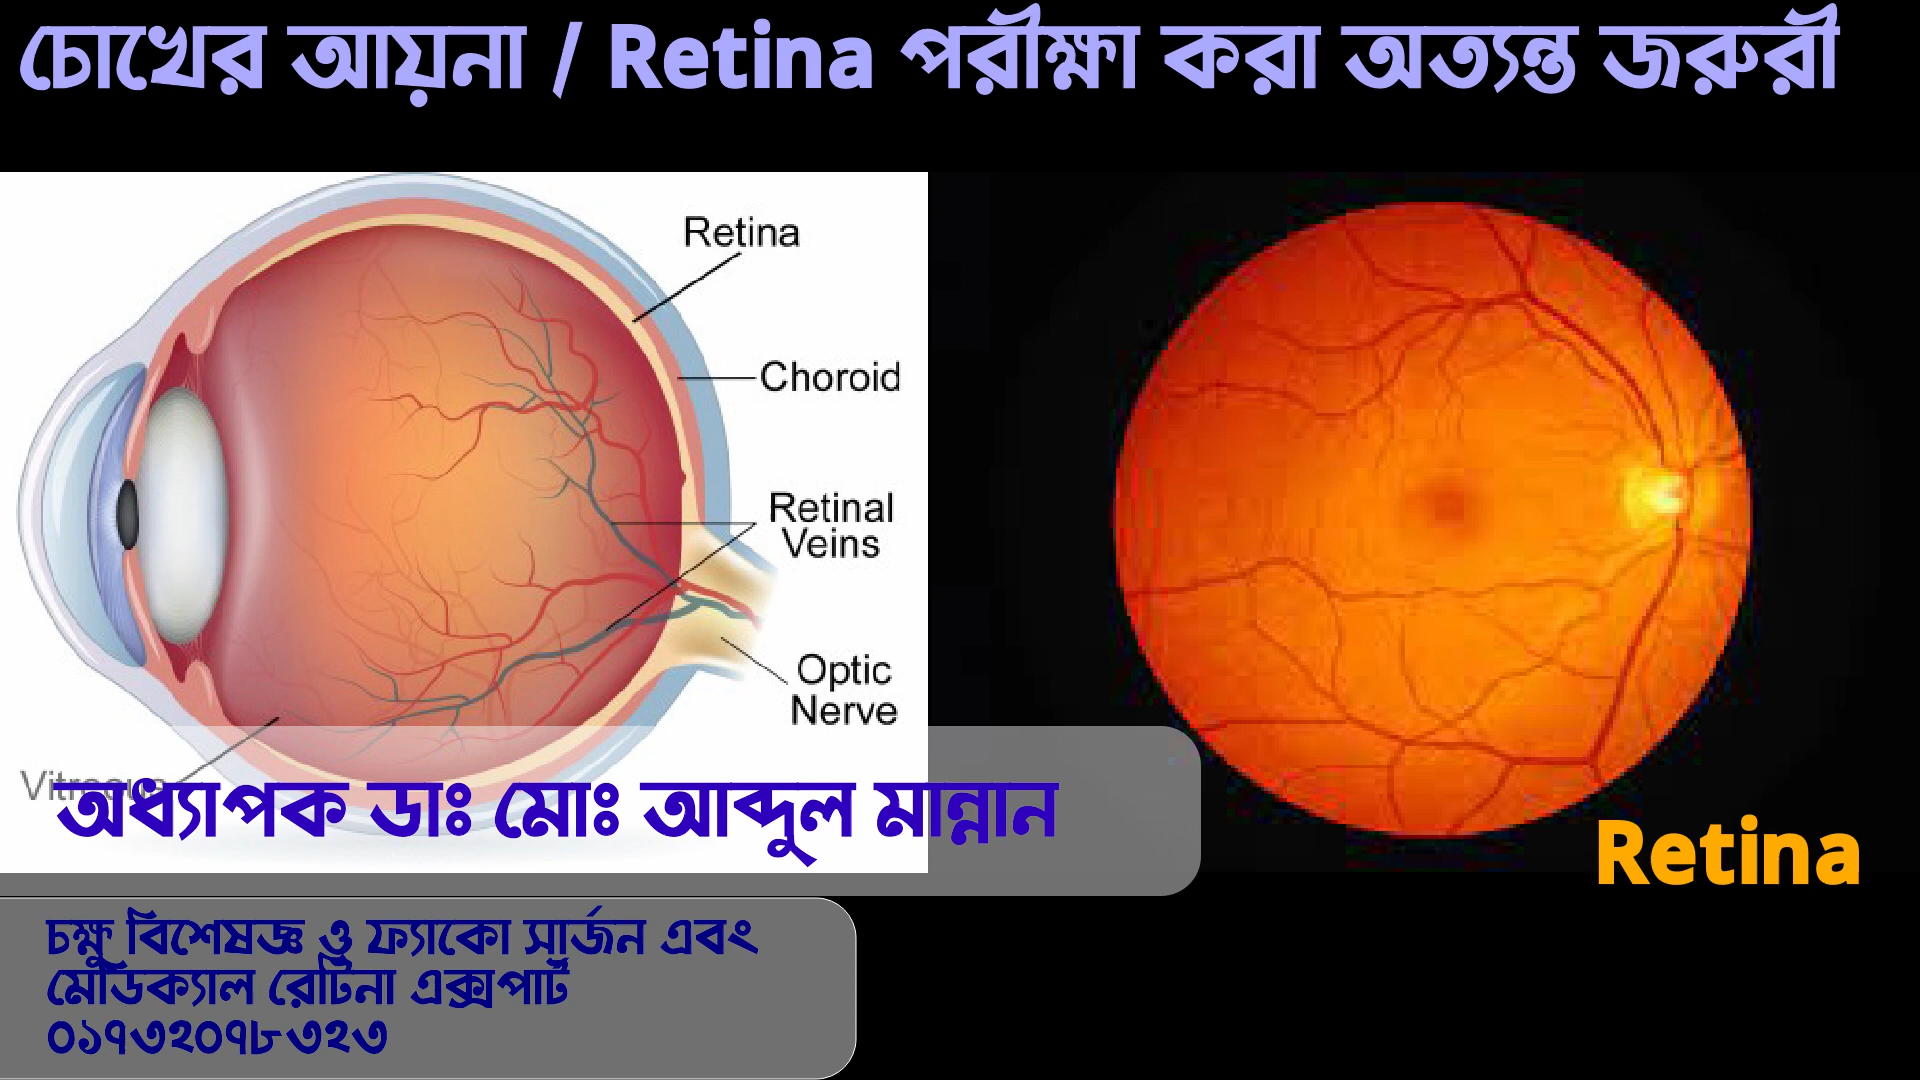 চোখের আয়না / Retina পরীক্ষা করা অত্যন্ত জরুরী
Retina
Choroid
Retinal
Veins
Optic
Nerve
Vitreous
অধ্যাপক ডাঃ মোঃ আব্দুল মান্নান
Retina
চক্ষু বিশেষজ্ঞ ও ফ্যাকো সার্জন এবং
মেডিক্যাল রেটিনা এক্সপার্ট
০১৭৩২০৭৮৩২৩